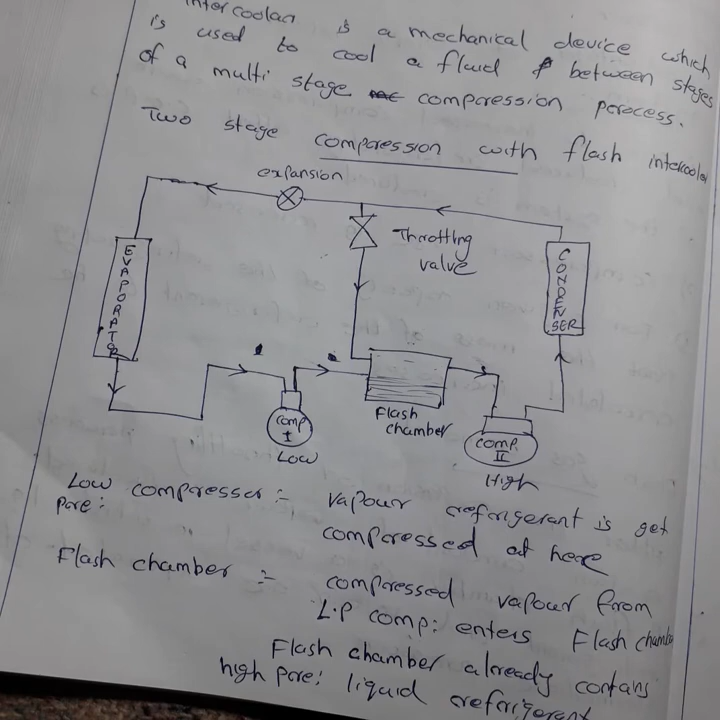 Intercooler is a mechanical device which
is used to cool a fluid between stages
of a multi stage compression process.
Two stage compression with flash intercooler
expansion
Throttling
valve
EVAPORATOR
CONDENSER
comp
I
Low
Flash
chamber
comp.
II
High
Low compressor :- vapour refrigerant is get
pre: compressed at here
Flash chamber :- compressed vapour from
L.P comp: enters Flash chamber
Flash chamber already contains
high pre: liquid refrigerant